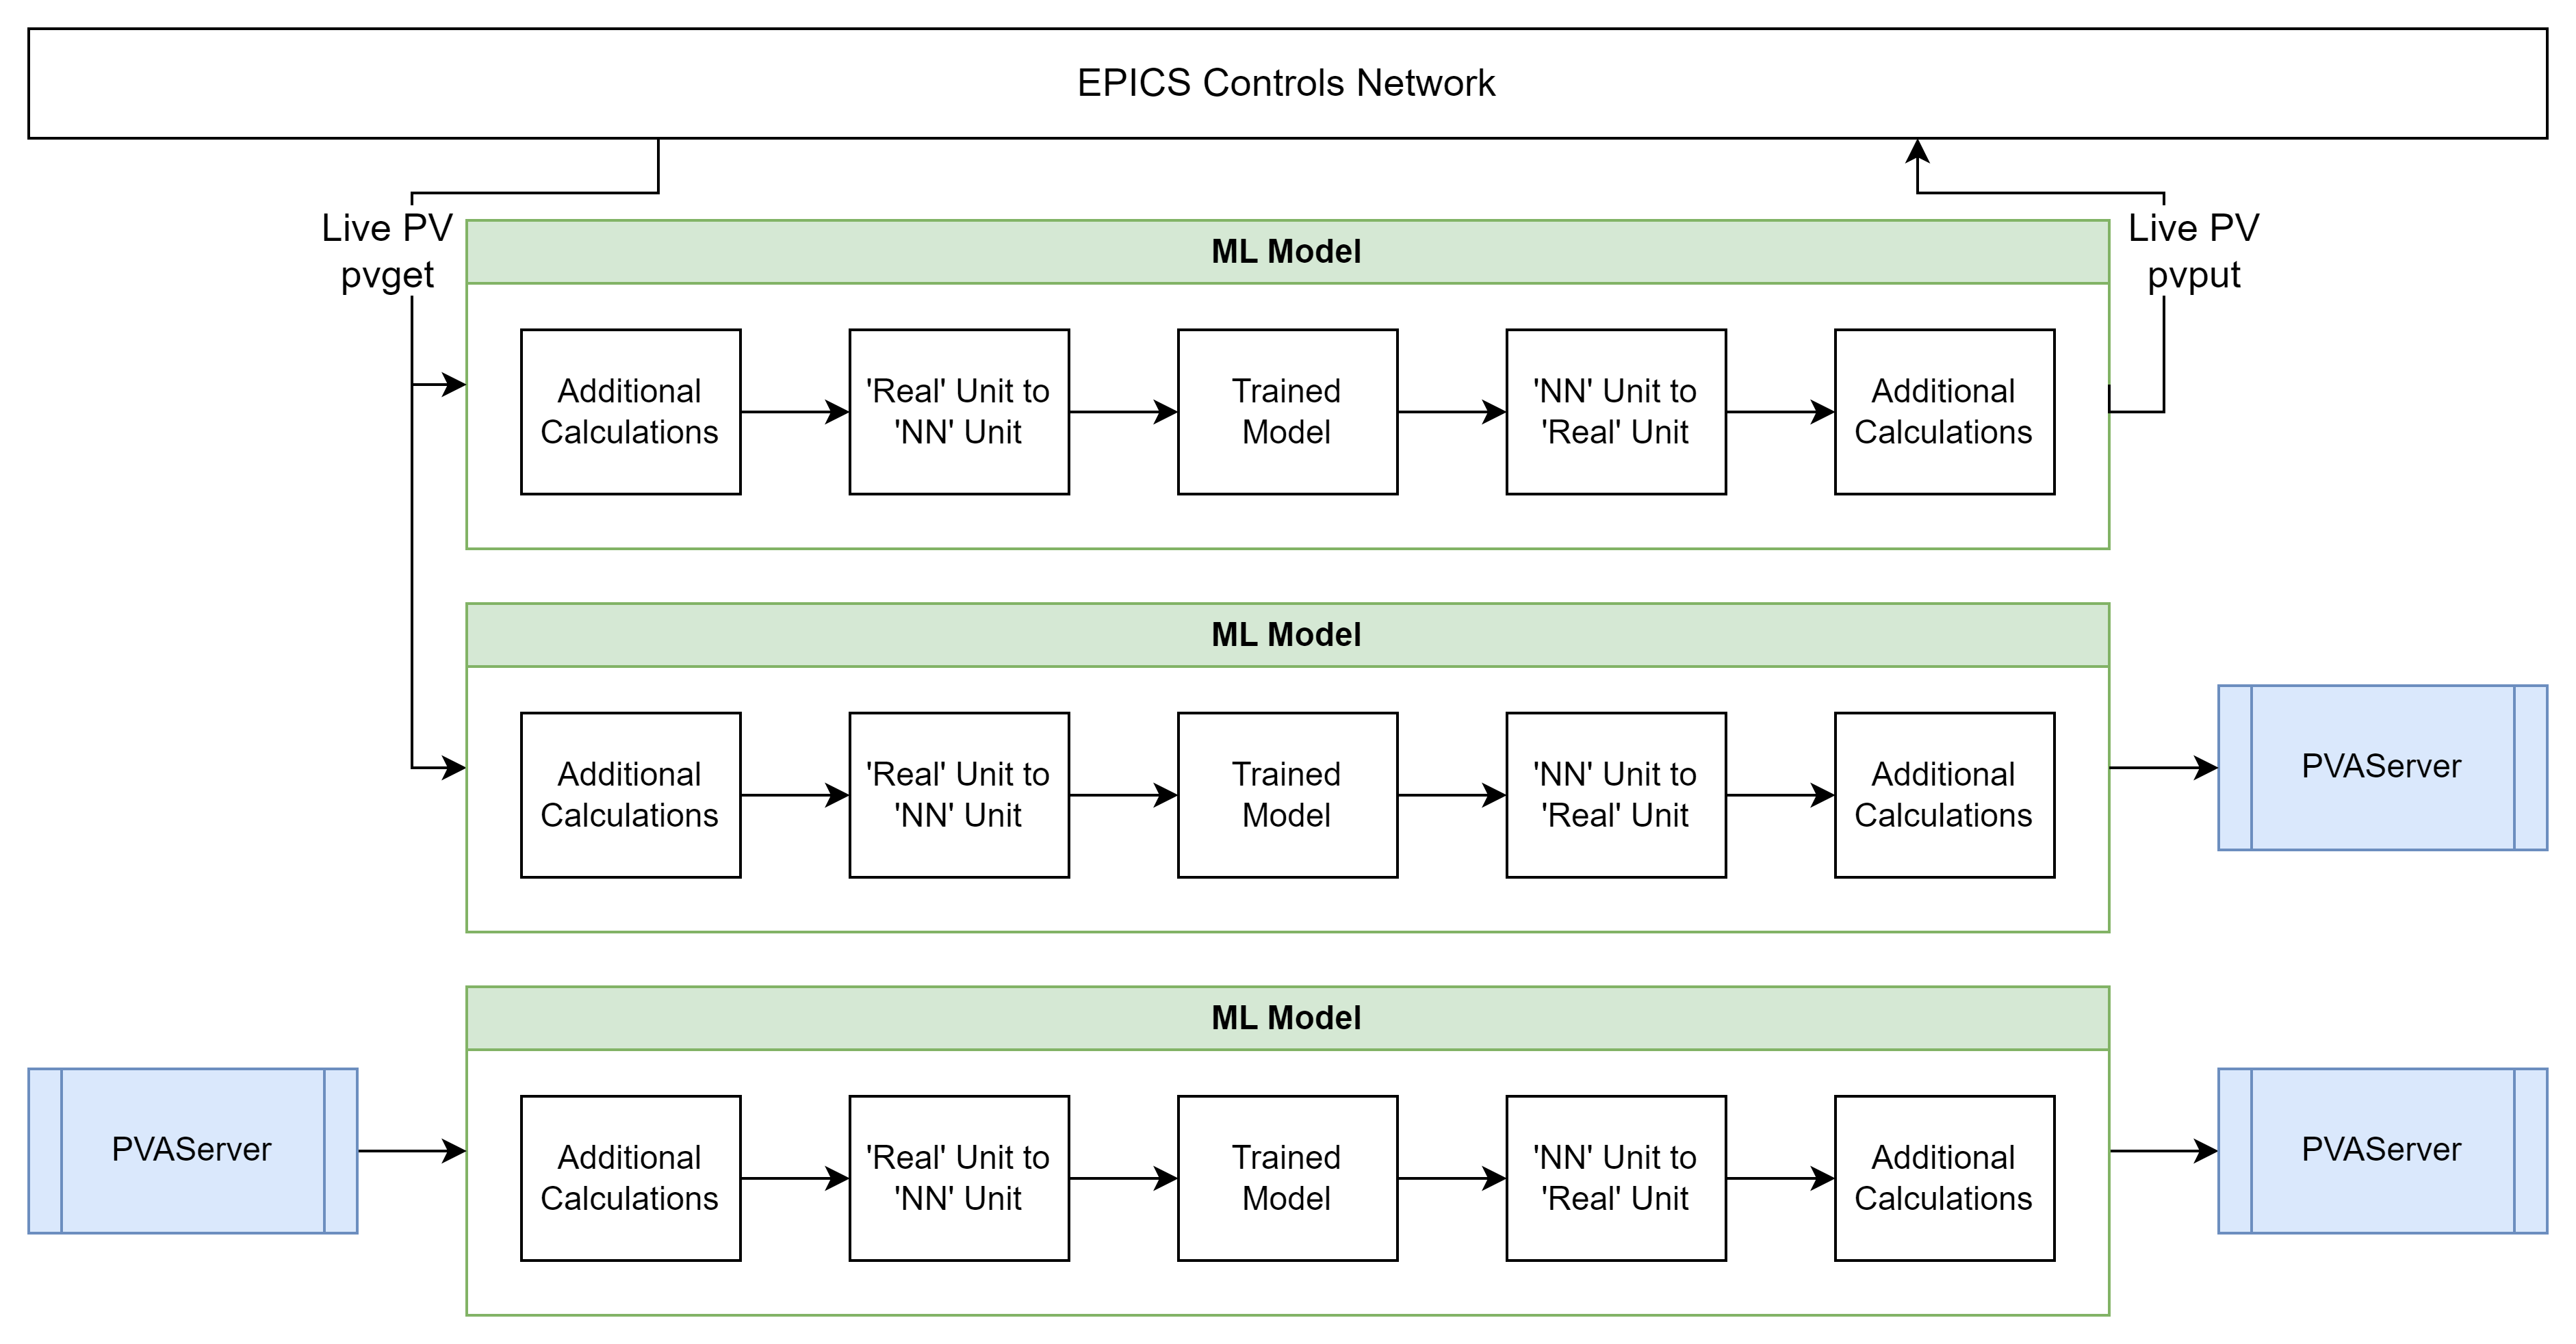 EPICS Controls Network
Live PV
pvget
Live PV
pvput
ML Model
Additional
Calculations
'Real' Unit to
'NN' Unit
Trained
Model
'NN' Unit to
'Real' Unit
Additional
Calculations
ML Model
Additional
Calculations
'Real' Unit to
'NN' Unit
Trained
Model
'NN' Unit to
'Real' Unit
Additional
Calculations
PVAServer
ML Model
PVAServer
Additional
Calculations
'Real' Unit to
'NN' Unit
Trained
Model
'NN' Unit to
'Real' Unit
Additional
Calculations
PVAServer